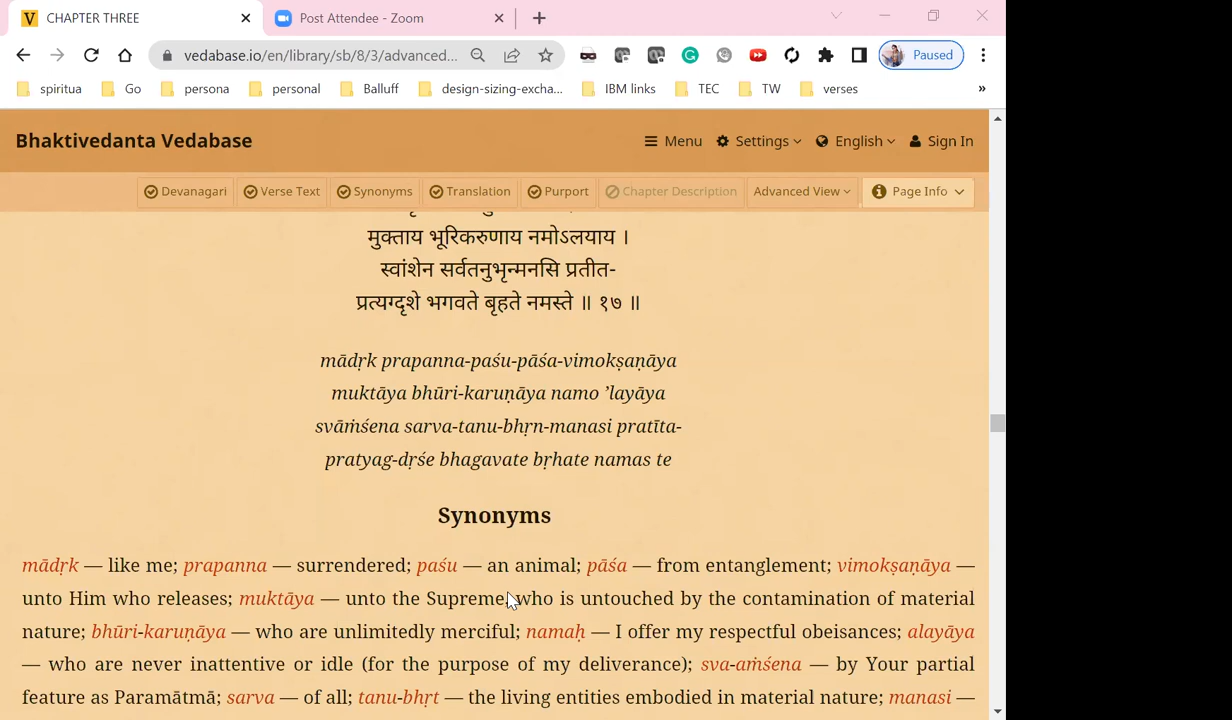 CHAPTER THREE
Post Attendee - Zoom
vedabase.io/en/library/sb/8/3/advanced...
Paused
spiritua
Go
persona
personal
Balluff
design-sizing-excha...
IBM links
TEC
TW
verses
»
Bhaktivedanta Vedabase
Menu
Settings
English
Sign In
Devanagari
Verse Text
Synonyms
Translation
Purport
Chapter Description
Advanced View
Page Info
मुक्ताय भूरिकरुणाय नमोऽलयाय ।
स्वांशेन सर्वतनुभृन्मनसि प्रतीत-
प्रत्यग्दृशे भगवते बृहते नमस्ते ॥ १७ ॥
mādṛk prapanna-paśu-pāśa-vimokṣaṇāya
muktāya bhūri-karuṇāya namo ’layāya
svāṁśena sarva-tanu-bhṛn-manasi pratīta-
pratyag-dṛśe bhagavate bṛhate namas te
Synonyms
mādṛk — like me; prapanna — surrendered; paśu — an animal; pāśa — from entanglement; vimokṣaṇāya —
unto Him who releases; muktāya — unto the Supreme, who is untouched by the contamination of material
nature; bhūri-karuṇāya — who are unlimitedly merciful; namaḥ — I offer my respectful obeisances; alayāya
— who are never inattentive or idle (for the purpose of my deliverance); sva-aṁśena — by Your partial
feature as Paramātmā; sarva — of all; tanu-bhṛt — the living entities embodied in material nature; manasi —